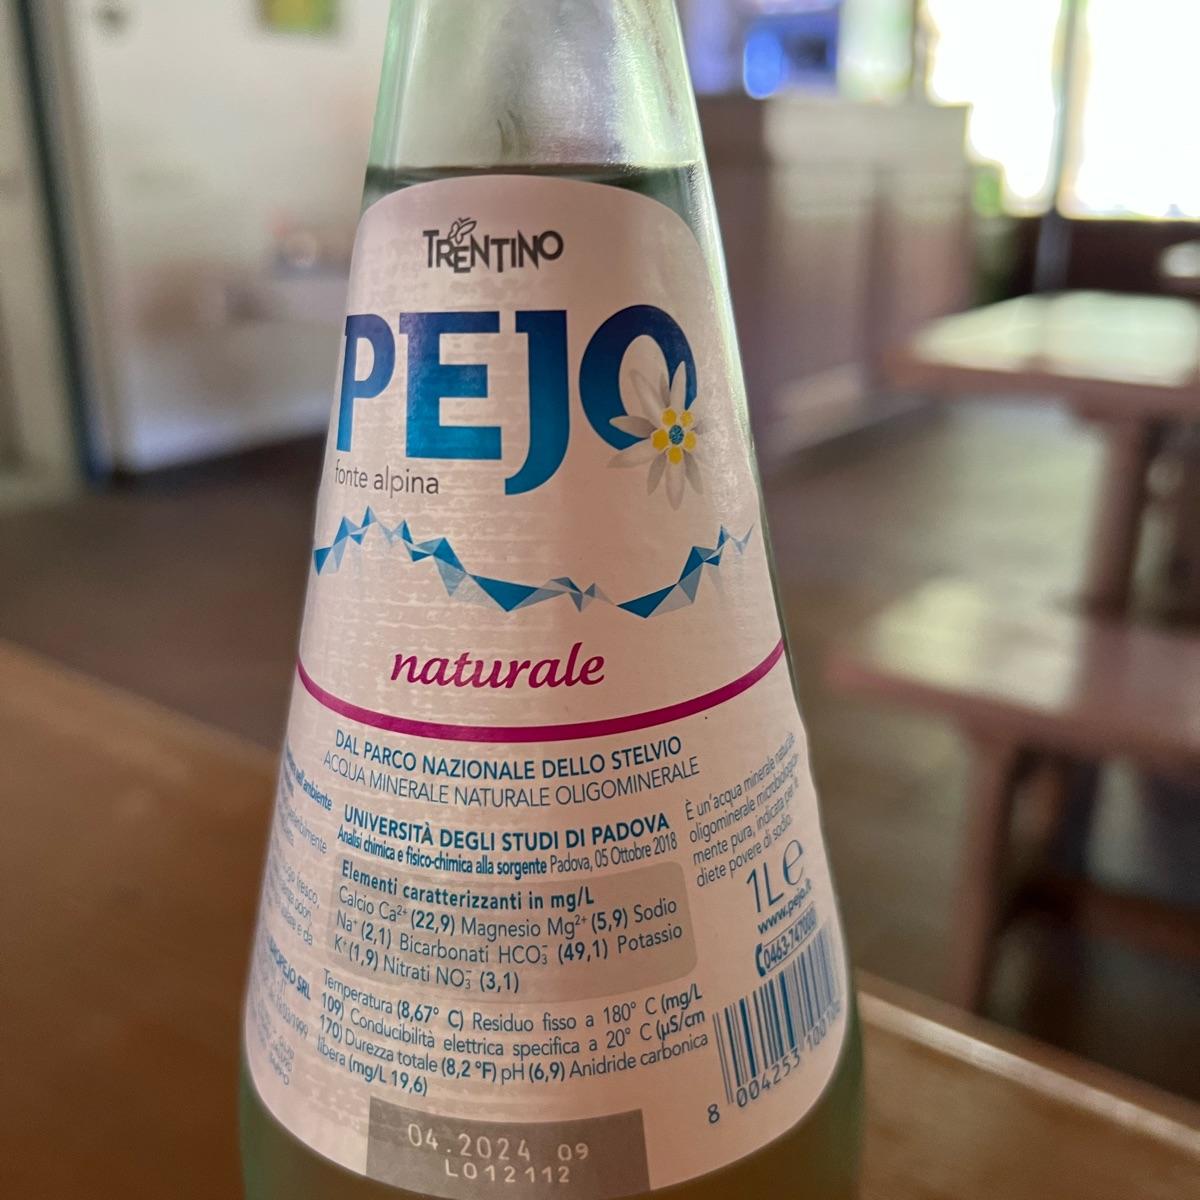 TRENTINO
PEJO
fonte alpina
naturale
DAL PARCO NAZIONALE DELLO STELVIO
ACQUA MINERALE NATURALE OLIGOMINERALE
UNIVERSITÀ DEGLI STUDI DI PADOVA
Analisi chimica e fisico-chimica alla sorgente Padova, 05 Ottobre 2018
Elementi caratterizzanti in mg/L
Calcio Ca²⁺ (22,9) Magnesio Mg²⁺ (5,9) Sodio
Na⁺ (2,1) Bicarbonati HCO₃⁻ (49,1) Potassio
K⁺ (1,9) Nitrati NO₃⁻ (3,1)
Temperatura (8,67° C) Residuo fisso a 180° C (mg/L
109) Conducibilità elettrica specifica a 20° C (µS/cm
170) Durezza totale (8,2 °F) pH (6,9) Anidride carbonica
libera (mg/L 19,6)
È un'acqua minerale naturale
oligominerale microbiologica-
mente pura, indicata per le
diete povere di sodio.
1L e
www.pejo.it
8 004253
04.2024 09
L012112
ambiente
fresco,
SRL